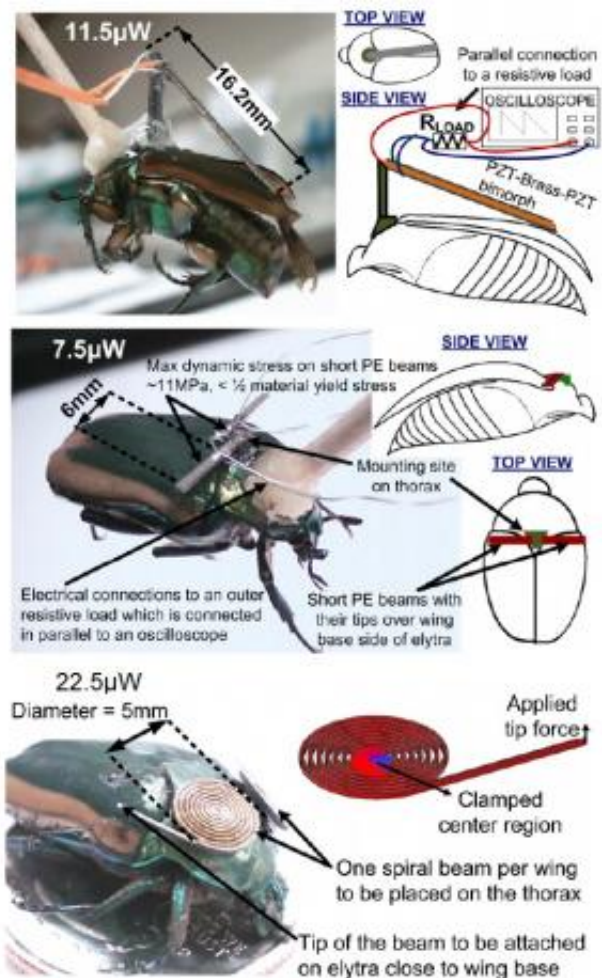 11.5µW
16.2mm
TOP VIEW
Parallel connection
to a resistive load
SIDE VIEW
OSCILLOSCOPE
RLOAD
PZT-Brass-PZT
bimorph
7.5µW
Max dynamic stress on short PE beams
~11MPa, < ½ material yield stress
6mm
SIDE VIEW
Mounting site
on thorax
TOP VIEW
Electrical connections to an outer
resistive load which is connected
in parallel to an oscilloscope
Short PE beams with
their tips over wing
base side of elytra
22.5µW
Diameter = 5mm
Applied
tip force
Clamped
center region
One spiral beam per wing
to be placed on the thorax
Tip of the beam to be attached
on elytra close to wing base